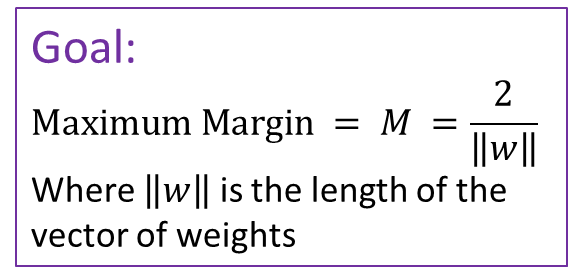 Goal:
Maximum Margin = M = 2 / ‖w‖
Where ‖w‖ is the length of the
vector of weights